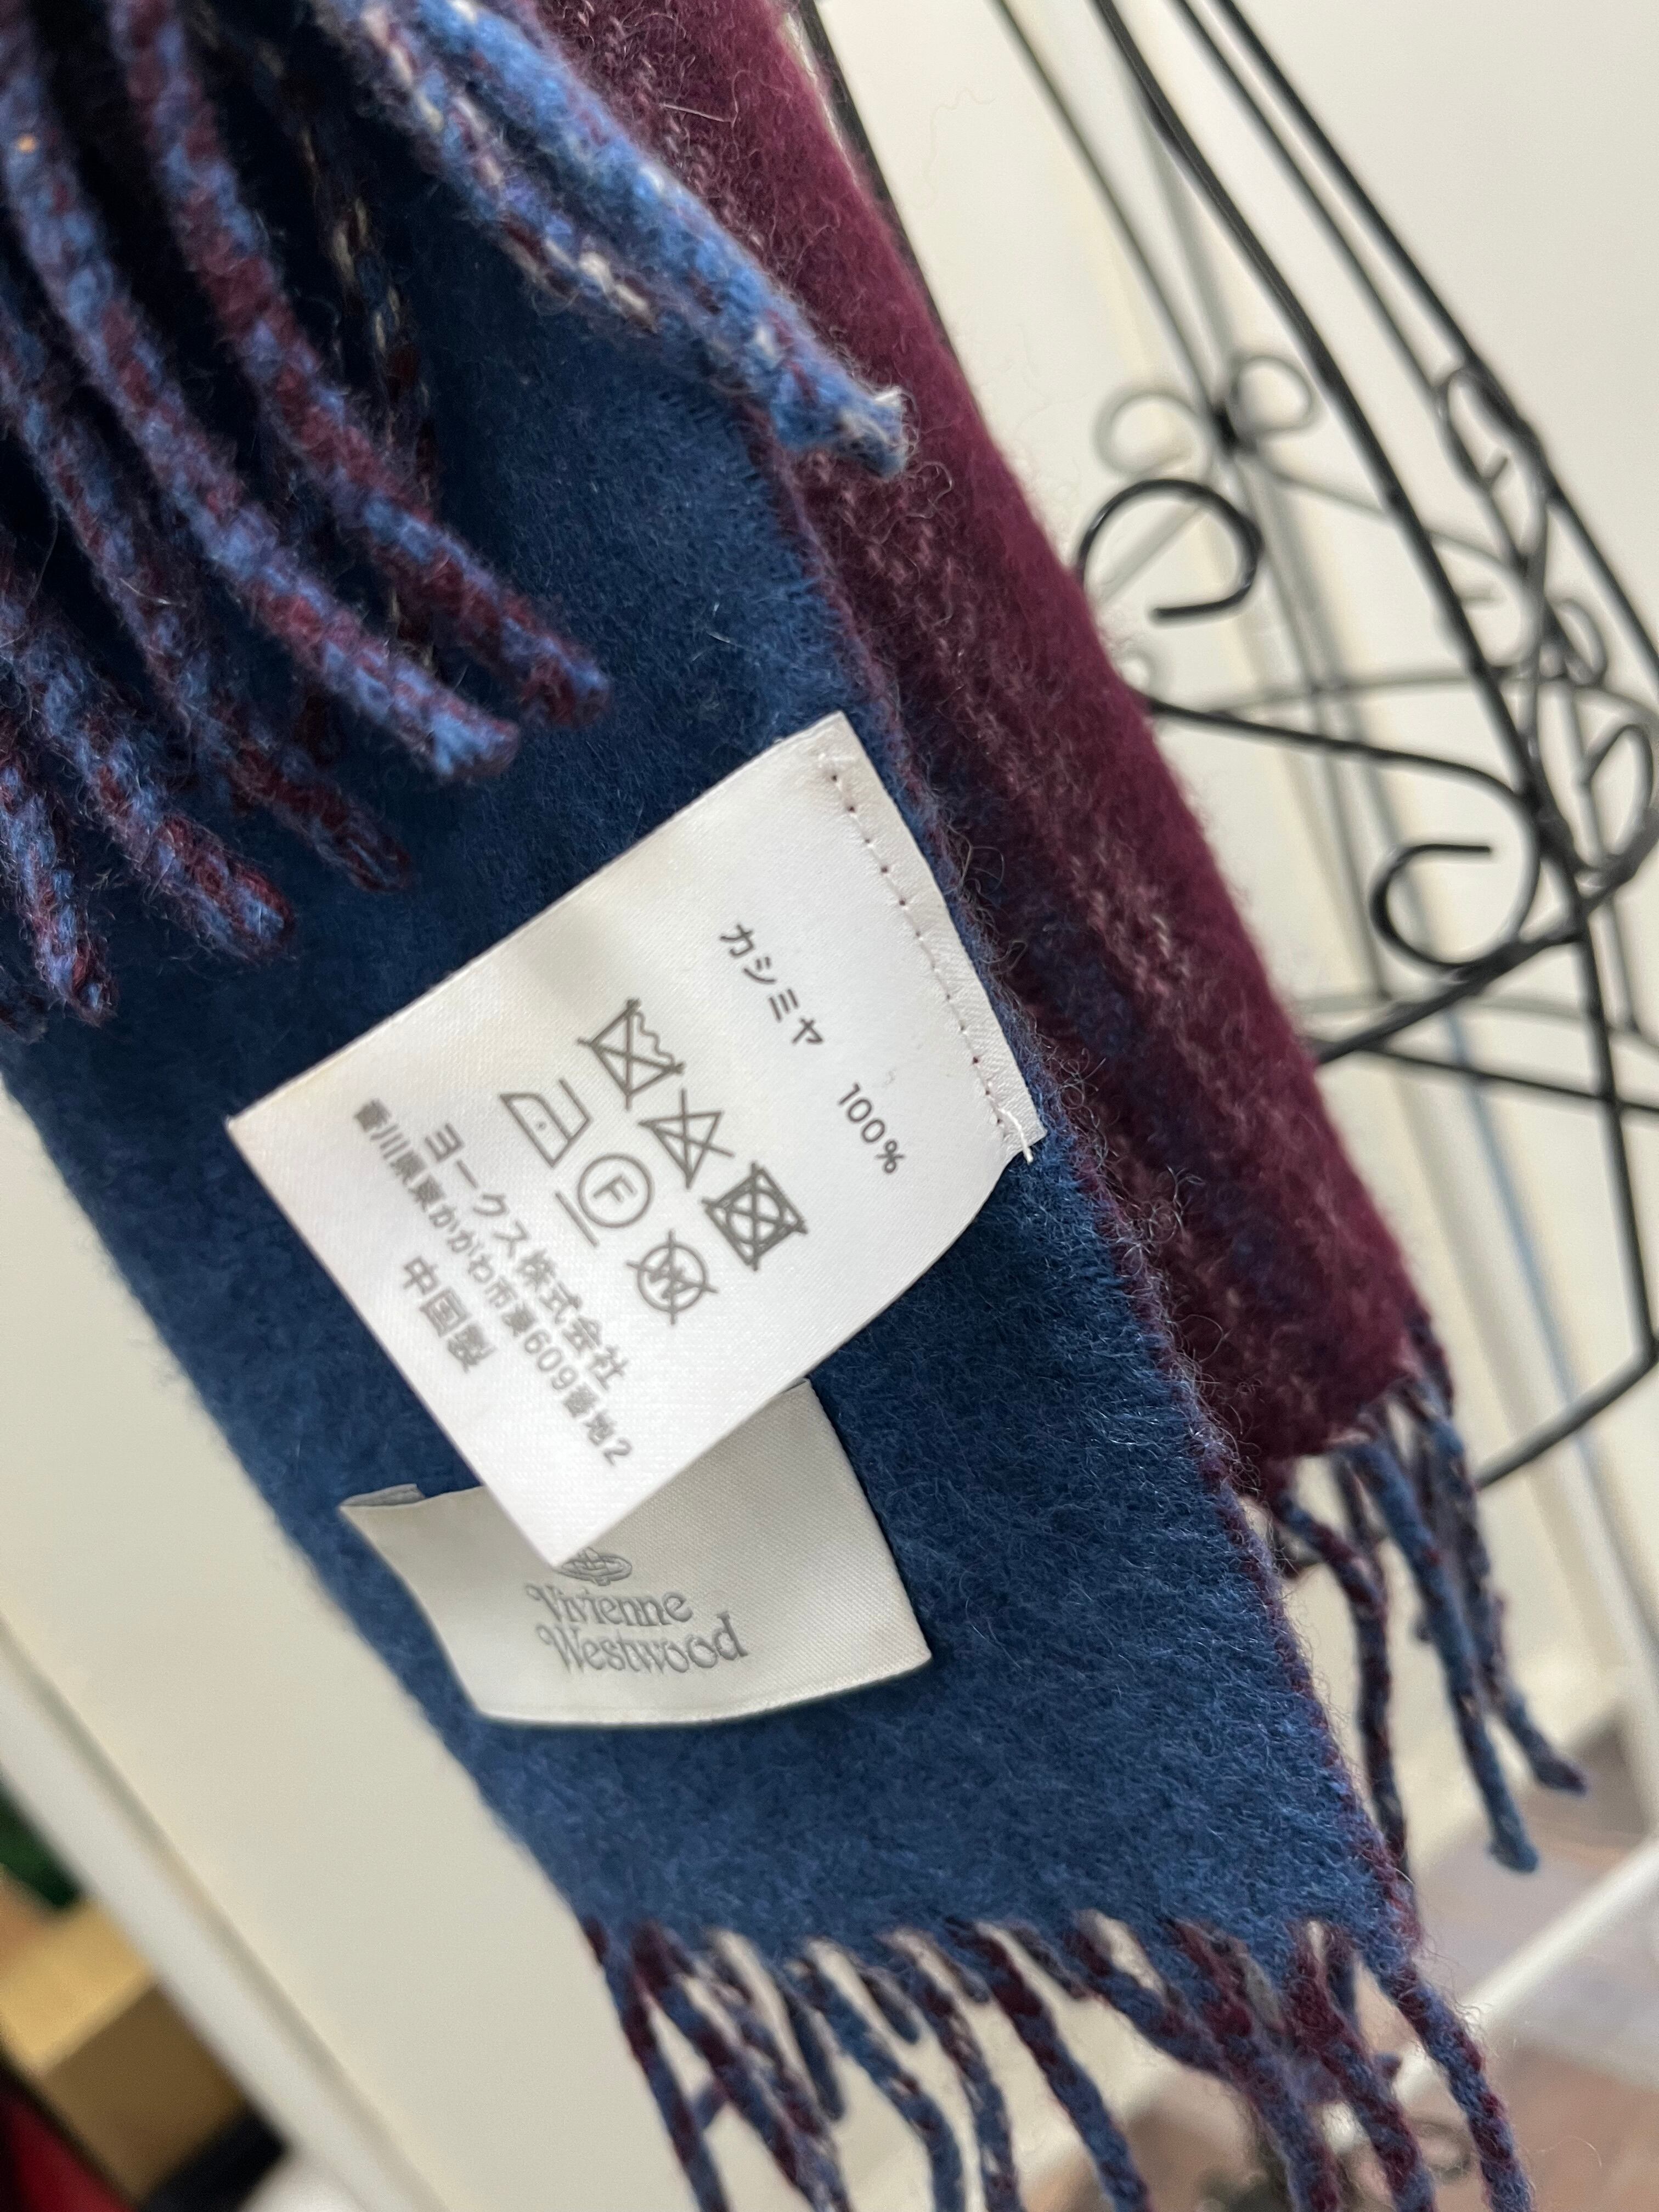 カシミヤ 100%
F
W
ヨークス株式会社
香川県東かがわ市湊609番地2
中国製
Vivienne
Westwood